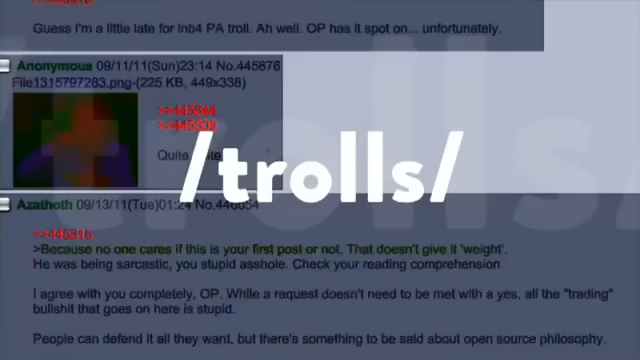 Guess I'm a little late for Inb4 PA troll. Ah well. OP has it spot on... unfortunately.
Anonymous 09/11/11(Sun)23:14 No.445876
File1315797263.png-(225 KB, 449x338)
>>445844
Quite
/trolls/
Azathoth 09/13/11(Tue)01:24
>Because no one cares if this is your first post or not. That doesn't give it 'weight'.
He was being sarcastic, you stupid asshole. Check your reading comprehension.
I agree with you completely, OP. While a request doesn't need to be met with a yes, all the "trading"
bullshit that goes on here is stupid.
People can defend it all they want, but there's something to be said about open source philosophy.